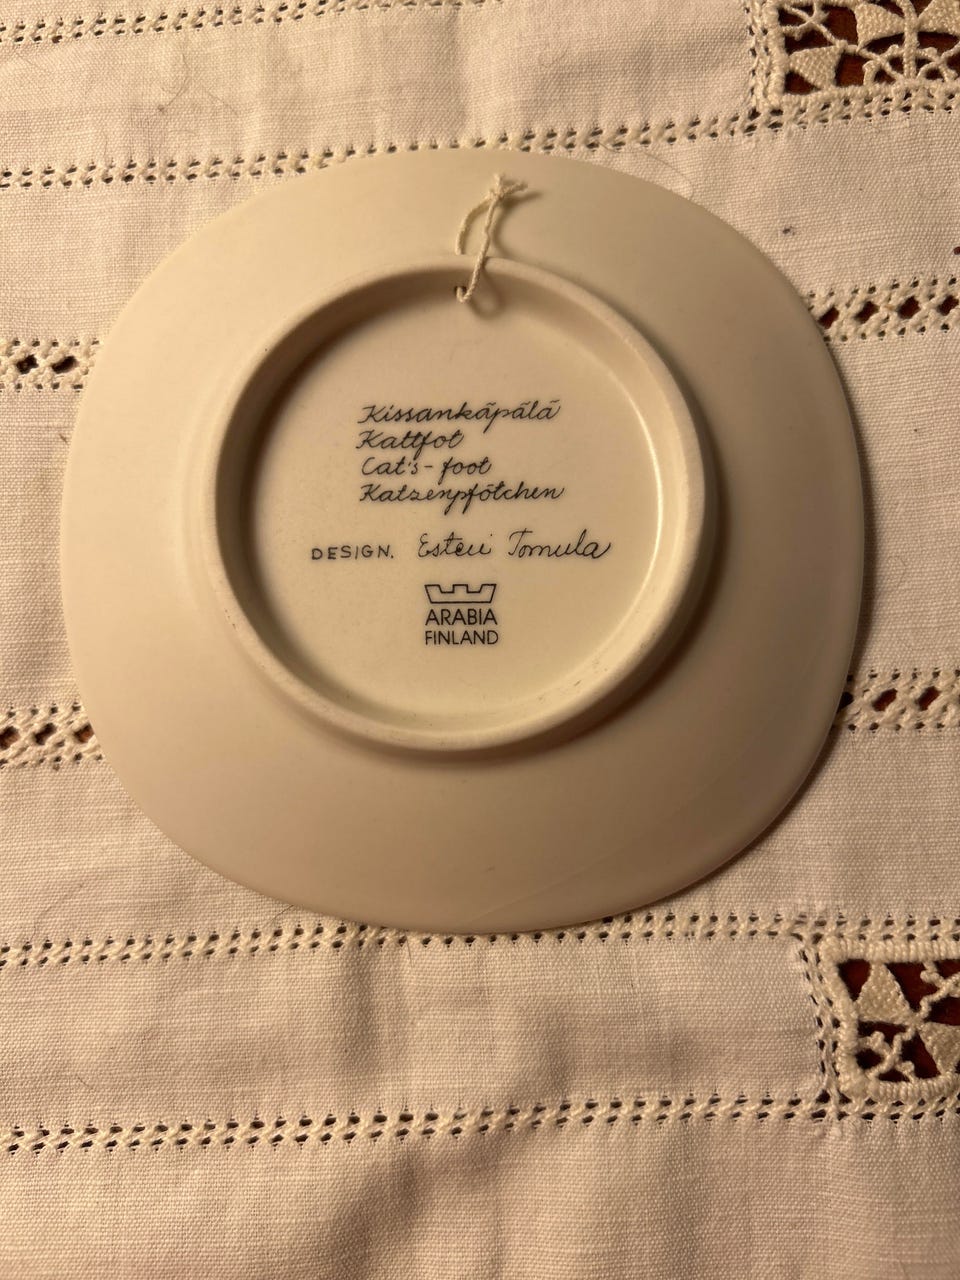 Kissankäpälä
Kattfot
Cat's-foot
Katzenpfötchen
DESIGN. Esteri Tomula
ARABIA
FINLAND